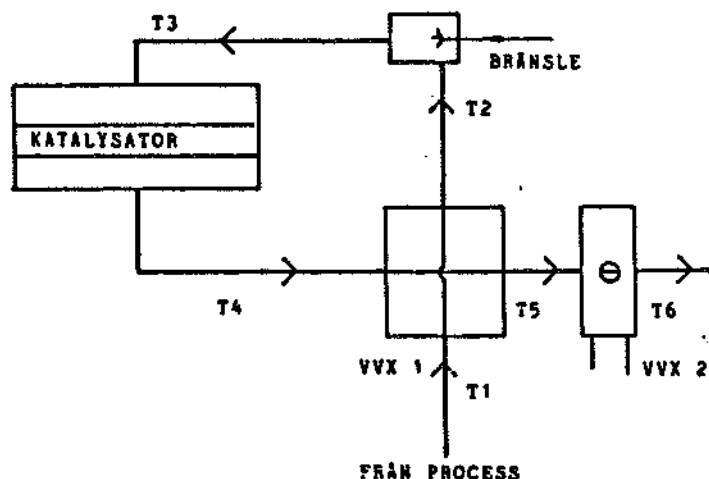 T3
BRÄNSLE
T2
KATALYSATOR
T4
T5
T6
VVX 1
T1
VVX 2
FRÅN PROCESS